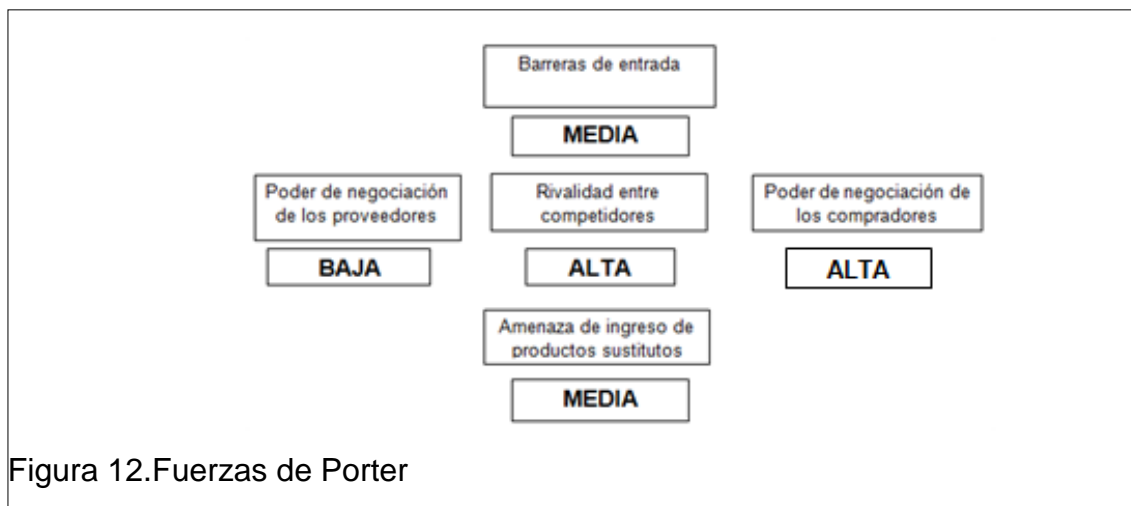 Barreras de entrada
MEDIA
Poder de negociación
de los proveedores
BAJA
Rivalidad entre
competidores
ALTA
Poder de negociación de
los compradores
ALTA
Amenaza de ingreso de
productos sustitutos
MEDIA
Figura 12.Fuerzas de Porter